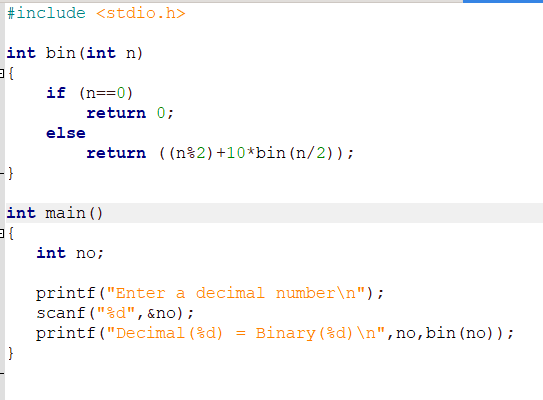 #include <stdio.h>
int bin(int n)
{
if (n==0)
return 0;
else
return ((n%2)+10*bin(n/2));
}
int main()
{
int no;
printf("Enter a decimal number\n");
scanf("%d",&no);
printf("Decimal(%d) = Binary(%d)\n",no,bin(no));
}